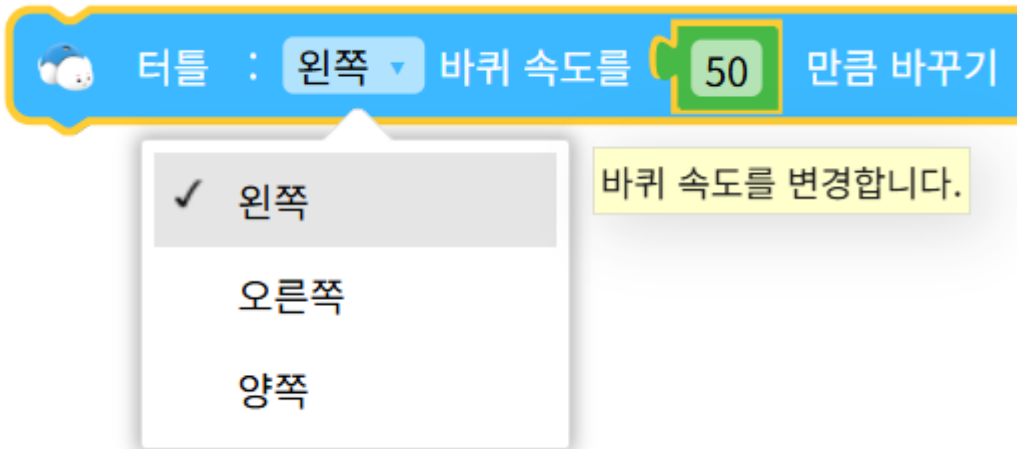 터틀 : 왼쪽 ▼ 바퀴 속도를 50 만큼 바꾸기
✓ 왼쪽
바퀴 속도를 변경합니다.
오른쪽
양쪽